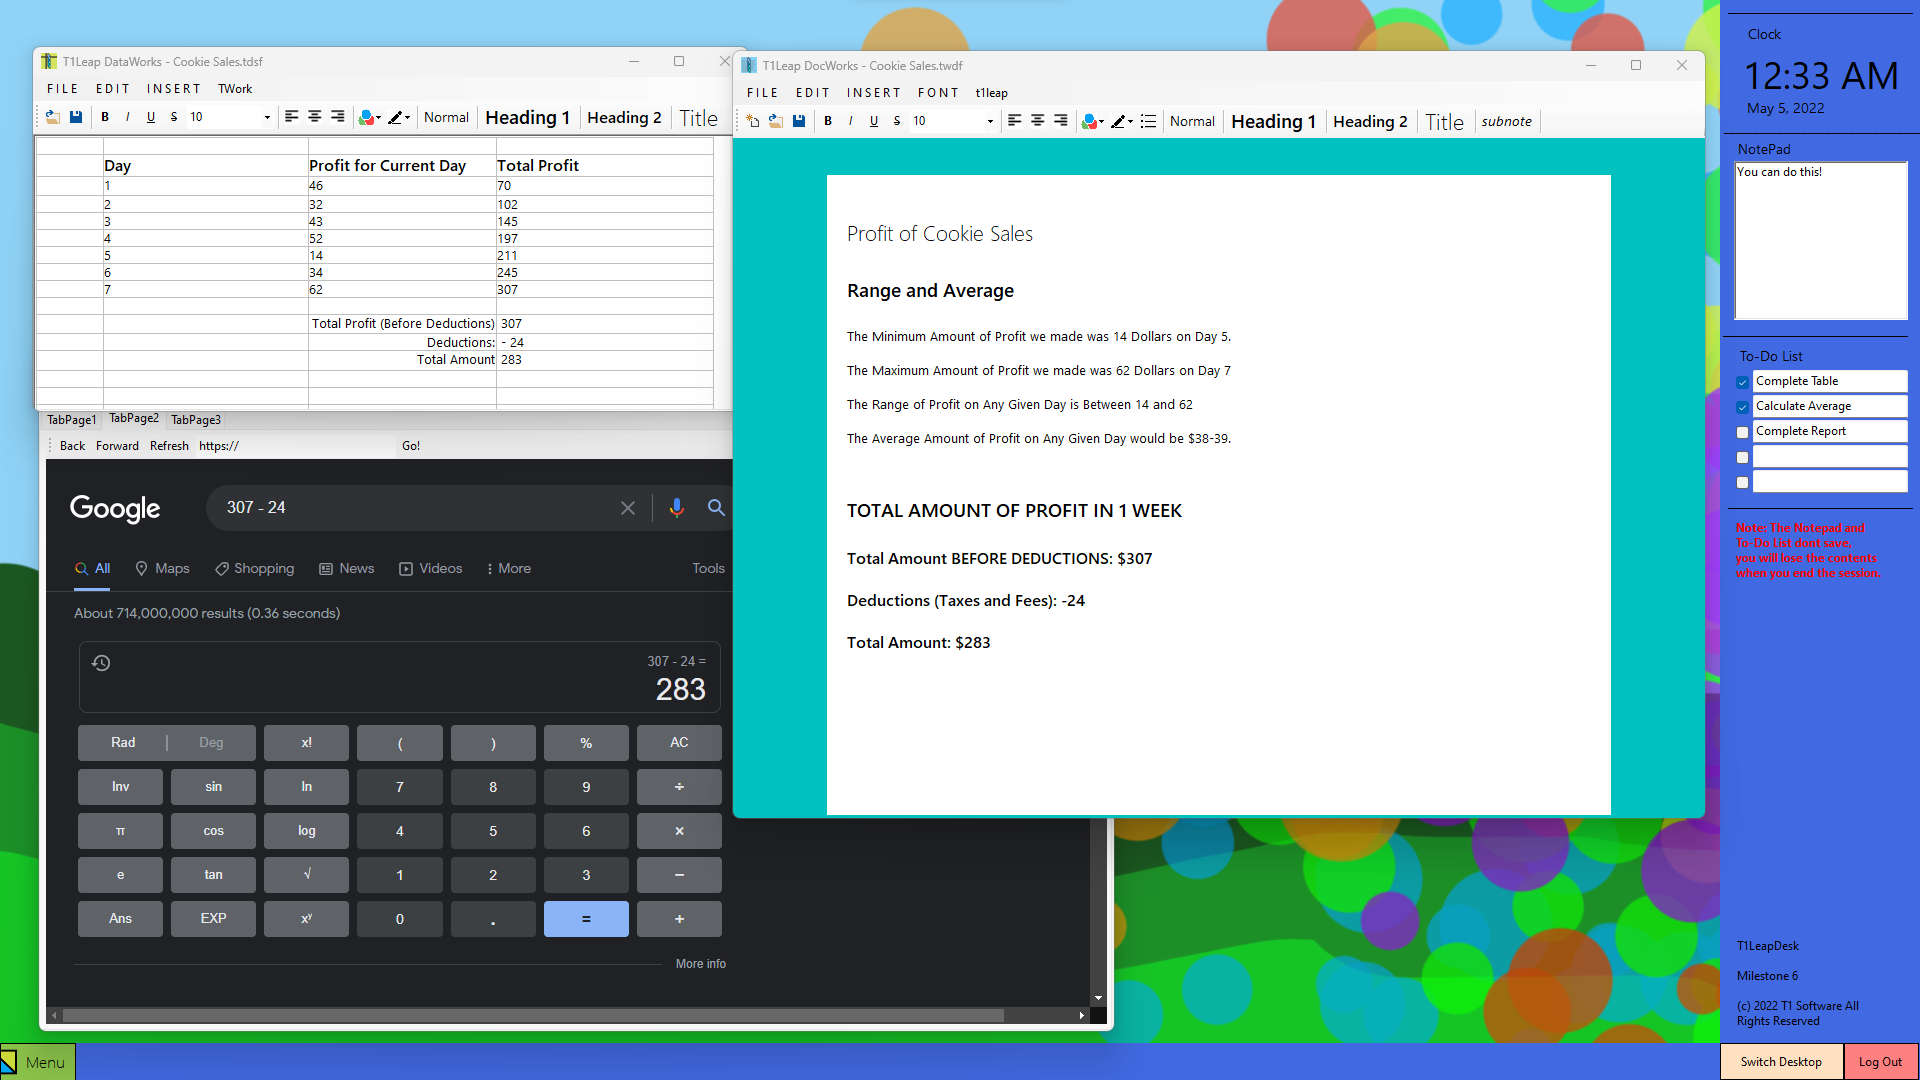 T1Leap DataWorks - Cookie Sales.tdsf
FILE EDIT INSERT TWork
B I U S 10 Normal Heading 1 Heading 2 Title
Day Profit for Current Day Total Profit
1 46 70
2 32 102
3 43 145
4 52 197
5 14 211
6 34 245
7 62 307
Total Profit (Before Deductions) 307
Deductions: - 24
Total Amount 283
TabPage1 TabPage2 TabPage3
Back Forward Refresh https:// Go!
Google 307 - 24
All Maps Shopping News Videos More Tools
About 714,000,000 results (0.36 seconds)
307 - 24 =
283
Rad | Deg x! ( ) % AC
Inv sin ln 7 8 9 ÷
π cos log 4 5 6 ×
e tan √ 1 2 3 −
Ans EXP xʸ 0 . = +
More info
T1Leap DocWorks - Cookie Sales.twdf
FILE EDIT INSERT FONT t1leap
B I U S 10 Normal Heading 1 Heading 2 Title subnote
Profit of Cookie Sales
Range and Average
The Minimum Amount of Profit we made was 14 Dollars on Day 5.
The Maximum Amount of Profit we made was 62 Dollars on Day 7
The Range of Profit on Any Given Day is Between 14 and 62
The Average Amount of Profit on Any Given Day would be $38-39.
TOTAL AMOUNT OF PROFIT IN 1 WEEK
Total Amount BEFORE DEDUCTIONS: $307
Deductions (Taxes and Fees): -24
Total Amount: $283
Clock
12:33 AM
May 5, 2022
NotePad
You can do this!
To-Do List
Complete Table
Calculate Average
Complete Report
Note: The Notepad and
To-Do List dont save,
you will lose the contents
when you end the session.
T1LeapDesk
Milestone 6
(c) 2022 T1 Software All
Rights Reserved
Menu
Switch Desktop Log Out